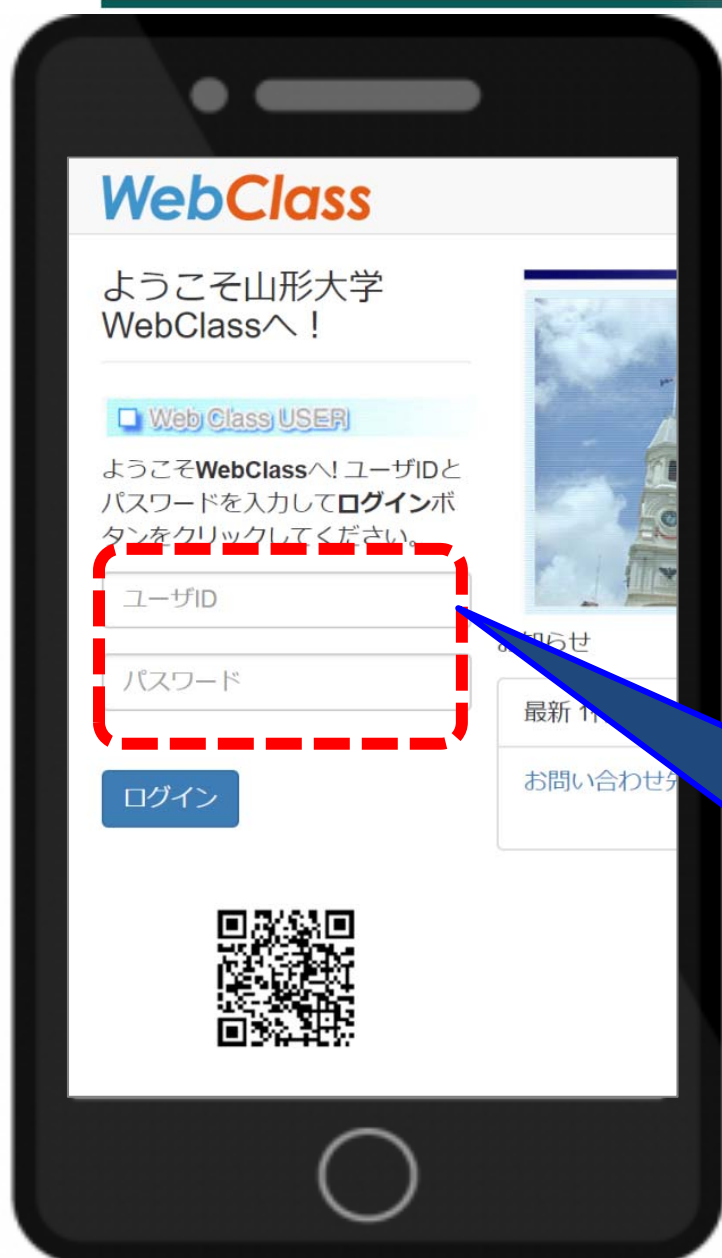 WebClass
ようこそ山形大学
WebClassへ！
Web Class USER
ようこそWebClassへ! ユーザIDと
パスワードを入力してログインボ
タンをクリックしてください。
ユーザID
パスワード
ログイン
お知らせ
最新 1
お問い合わせ先